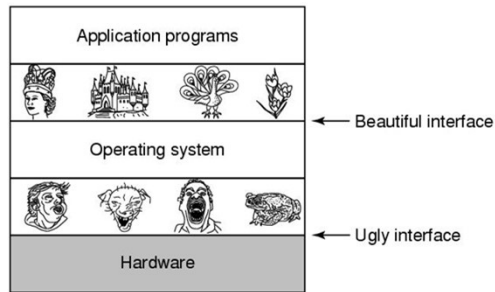 Application programs
Beautiful interface
Operating system
Ugly interface
Hardware